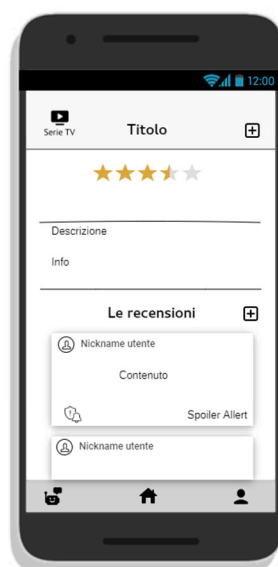 12:00
Serie TV
Titolo
Descrizione
Info
Le recensioni
Nickname utente
Contenuto
Spoiler Allert
Nickname utente